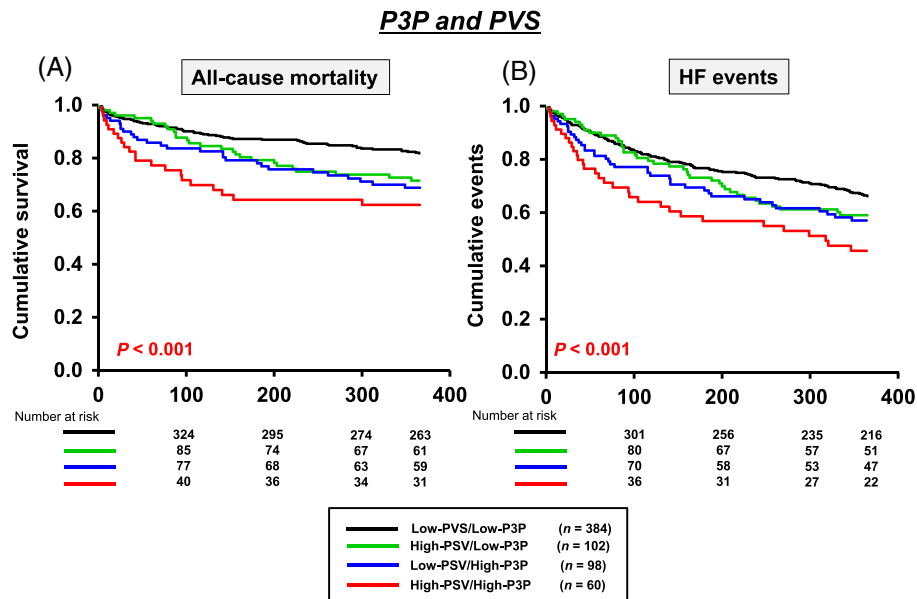 P3P and PVS
(A)
All-cause mortality
Cumulative survival
1.0
0.8
0.6
0.4
0.2
0.0
P < 0.001
0 100 200 300 400
Number at risk
324 295 274 263
85 74 67 61
77 68 63 59
40 36 34 31
(B)
HF events
Cumulative events
1.0
0.8
0.6
0.4
0.2
0.0
P < 0.001
0 100 200 300 400
Number at risk
301 256 235 216
80 67 57 51
70 58 53 47
36 31 27 22
Low-PVS/Low-P3P (n = 384)
High-PSV/Low-P3P (n = 102)
Low-PSV/High-P3P (n = 98)
High-PSV/High-P3P (n = 60)